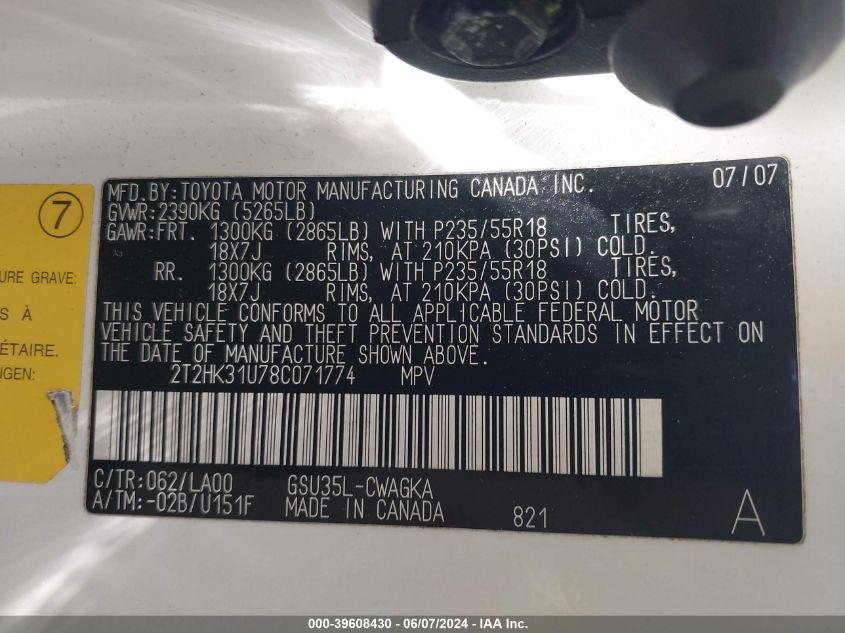 7
URE GRAVE:
S À
ÉTAIRE.
NGEN:
MFD.BY:TOYOTA MOTOR MANUFACTURING CANADA INC. 07/07
GVWR:2390KG (5265LB)
GAWR:FRT. 1300KG (2865LB) WITH P235/55R18 TIRES,
18X7J RIMS, AT 210KPA (30PSI) COLD.
RR. 1300KG (2865LB) WITH P235/55R18 TIRES,
18X7J RIMS, AT 210KPA (30PSI) COLD.
THIS VEHICLE CONFORMS TO ALL APPLICABLE FEDERAL MOTOR
VEHICLE SAFETY AND THEFT PREVENTION STANDARDS IN EFFECT ON
THE DATE OF MANUFACTURE SHOWN ABOVE.
2T2HK31U78C071774 MPV
C/TR:062/LA00 GSU35L-CWAGKA
A/TM:-02B/U151F MADE IN CANADA 821 A
000-39608430 - 06/07/2024 - IAA Inc.